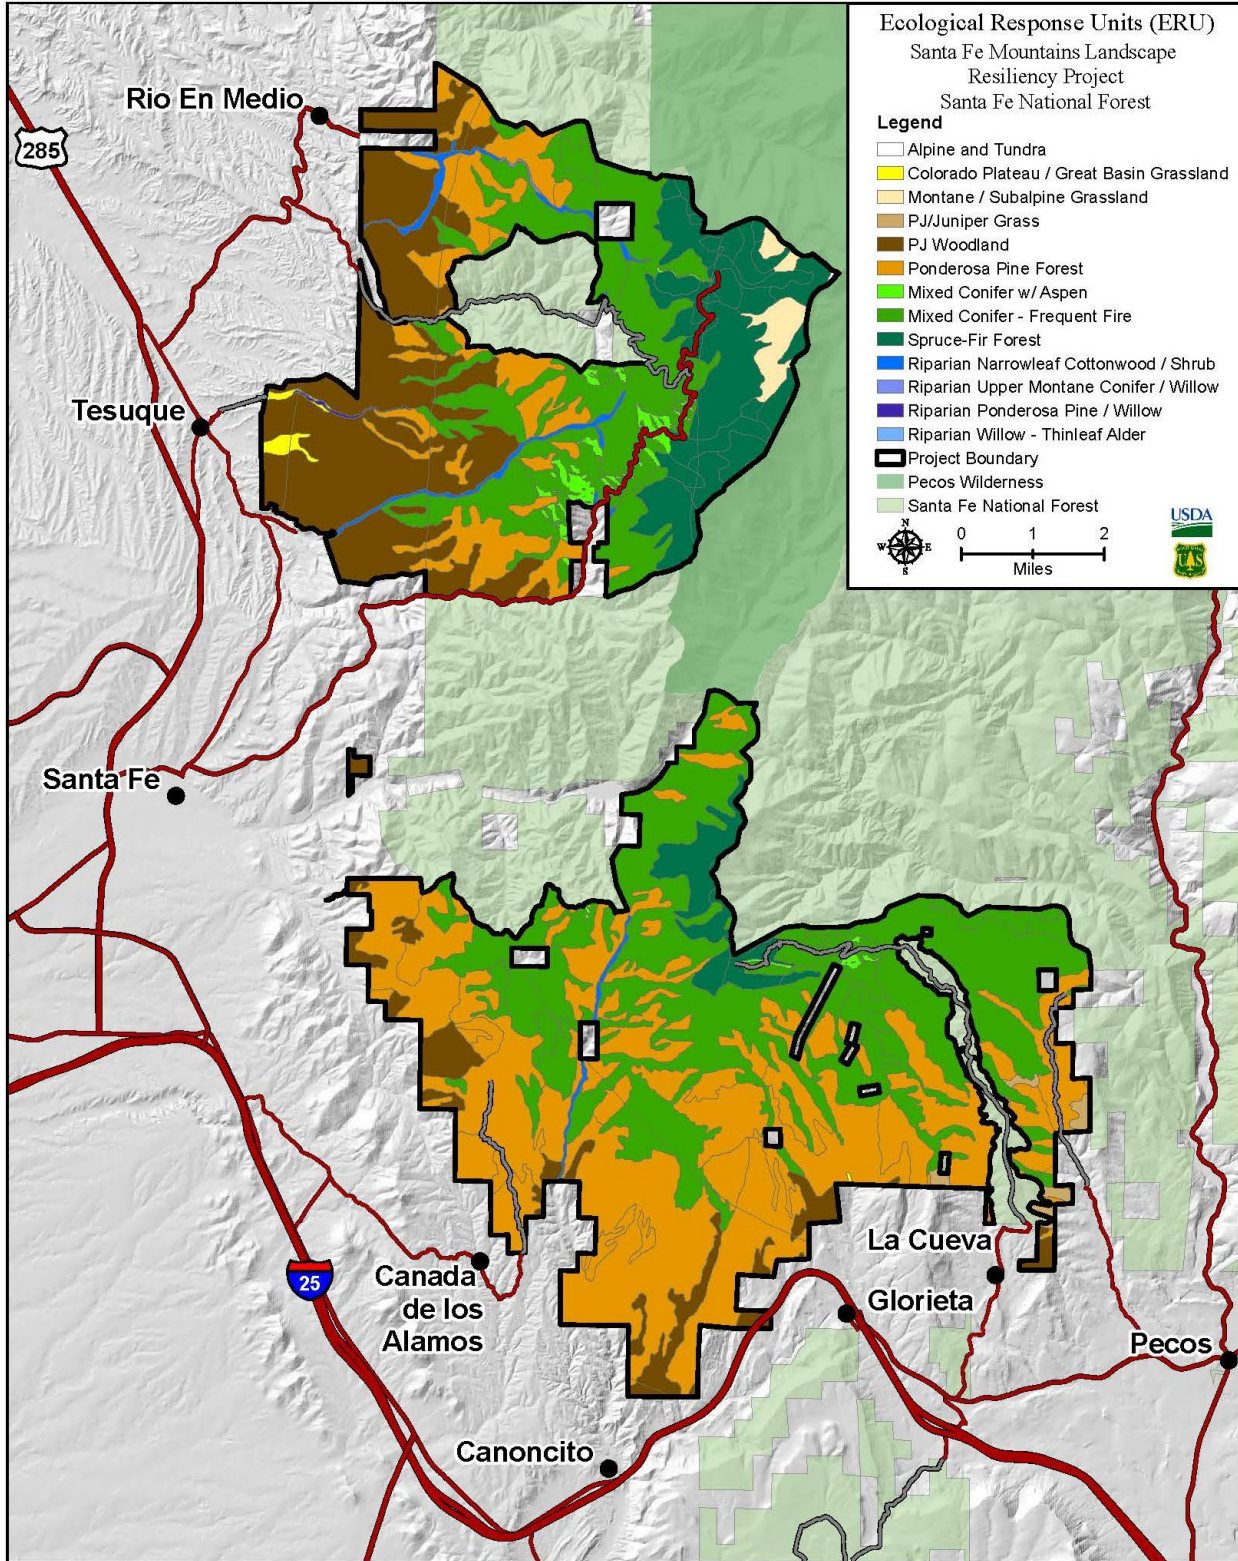 Ecological Response Units (ERU)
Santa Fe Mountains Landscape
Resiliency Project
Santa Fe National Forest
Legend
Alpine and Tundra
Colorado Plateau / Great Basin Grassland
Montane / Subalpine Grassland
PJ/Juniper Grass
PJ Woodland
Ponderosa Pine Forest
Mixed Conifer w/ Aspen
Mixed Conifer - Frequent Fire
Spruce-Fir Forest
Riparian Narrowleaf Cottonwood / Shrub
Riparian Upper Montane Conifer / Willow
Riparian Ponderosa Pine / Willow
Riparian Willow - Thinleaf Alder
Project Boundary
Pecos Wilderness
Santa Fe National Forest
N
W E
S
0 1 2
Miles
USDA
U S
Rio En Medio
285
Tesuque
Santa Fe
La Cueva
25
Canada
de los
Alamos
Glorieta
Pecos
Canoncito